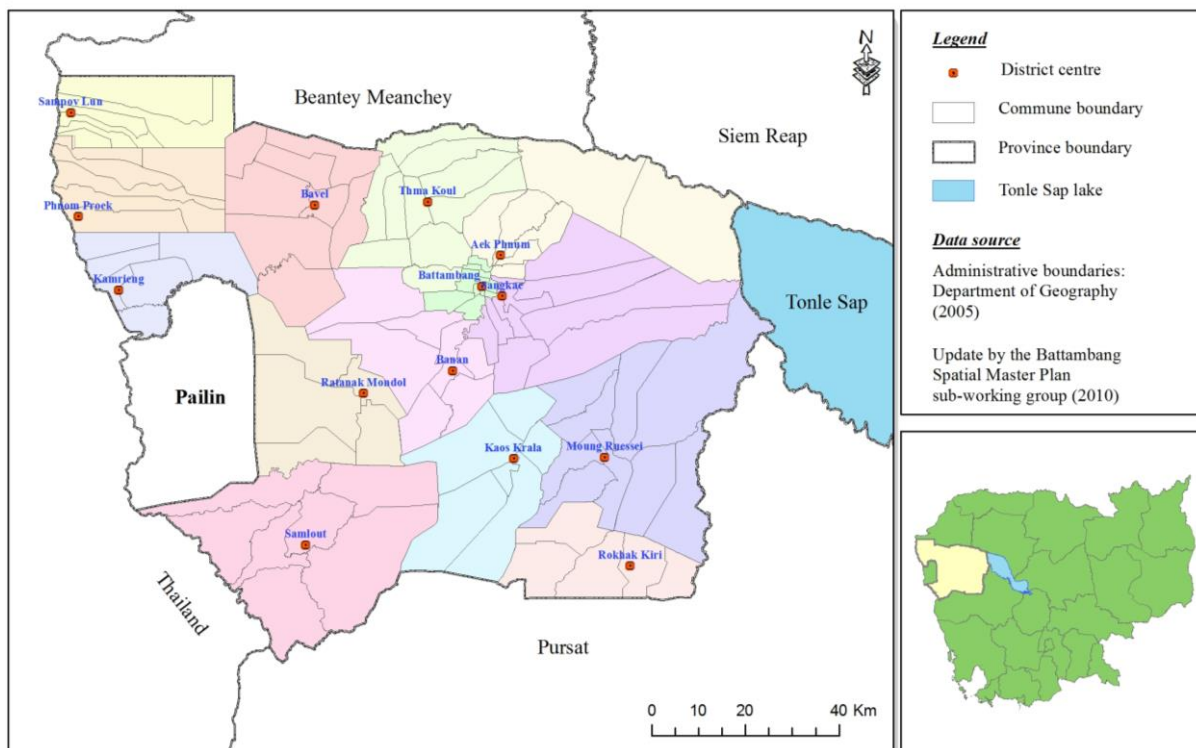 N
Beantey Meanchey
Siem Reap
Sampov Lun
Bavel
Thma Koul
Phnom Prock
Aek Phnum
Kamrieng
Battambang
Sangkae
Tonle Sap
Banan
Ratanak Mondol
Pailin
Kaos Krala
Moung Ruessei
Samlout
Rokhak Kiri
Thailand
Pursat
0 10 20 40 Km
Legend
District centre
Commune boundary
Province boundary
Tonle Sap lake
Data source
Administrative boundaries:
Department of Geography
(2005)
Update by the Battambang
Spatial Master Plan
sub-working group (2010)